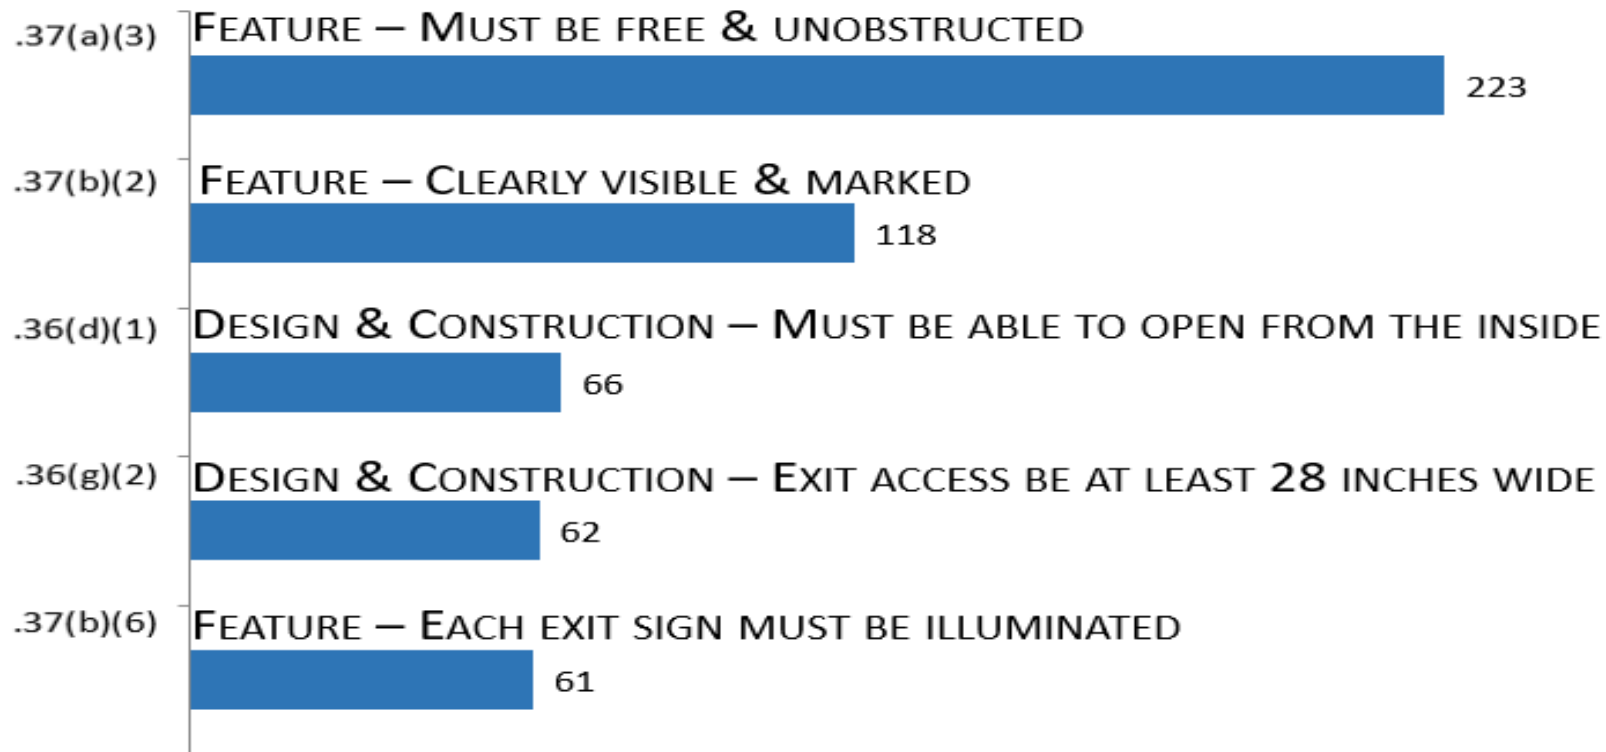 .37(a)(3) FEATURE – MUST BE FREE & UNOBSTRUCTED
223
.37(b)(2) FEATURE – CLEARLY VISIBLE & MARKED
118
.36(d)(1) DESIGN & CONSTRUCTION – MUST BE ABLE TO OPEN FROM THE INSIDE
66
.36(g)(2) DESIGN & CONSTRUCTION – EXIT ACCESS BE AT LEAST 28 INCHES WIDE
62
.37(b)(6) FEATURE – EACH EXIT SIGN MUST BE ILLUMINATED
61